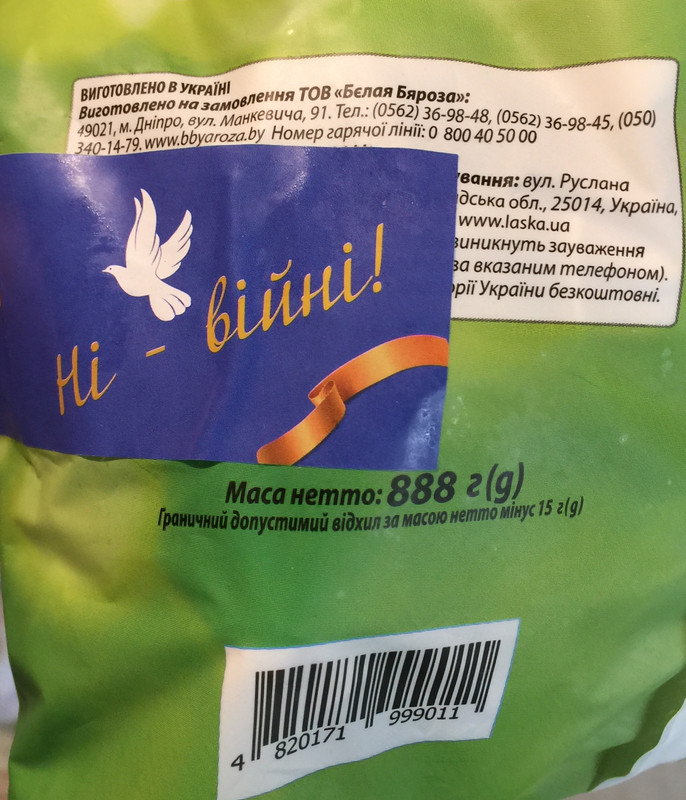 ВИГОТОВЛЕНО В УКРАЇНІ
Виготовлено на замовлення ТОВ «Бєлая Бяроза»:
49021, м. Дніпро, вул. Манкевича, 91. Тел.: (0562) 36-98-48, (0562) 36-98-45, (050)
340-14-79. www.bbyaroza.by Номер гарячої лінії: 0 800 40 50 00
вання: вул. Руслана
дська обл., 25014, Україна,
www.laska.ua
виникнуть зауваження
за вказаним телефоном).
рії України безкоштовні.
Ні - війні!
Маса нетто: 888 г(g)
Граничний допустимий відхил за масою нетто мінус 15 г(g)
4 820171 999011